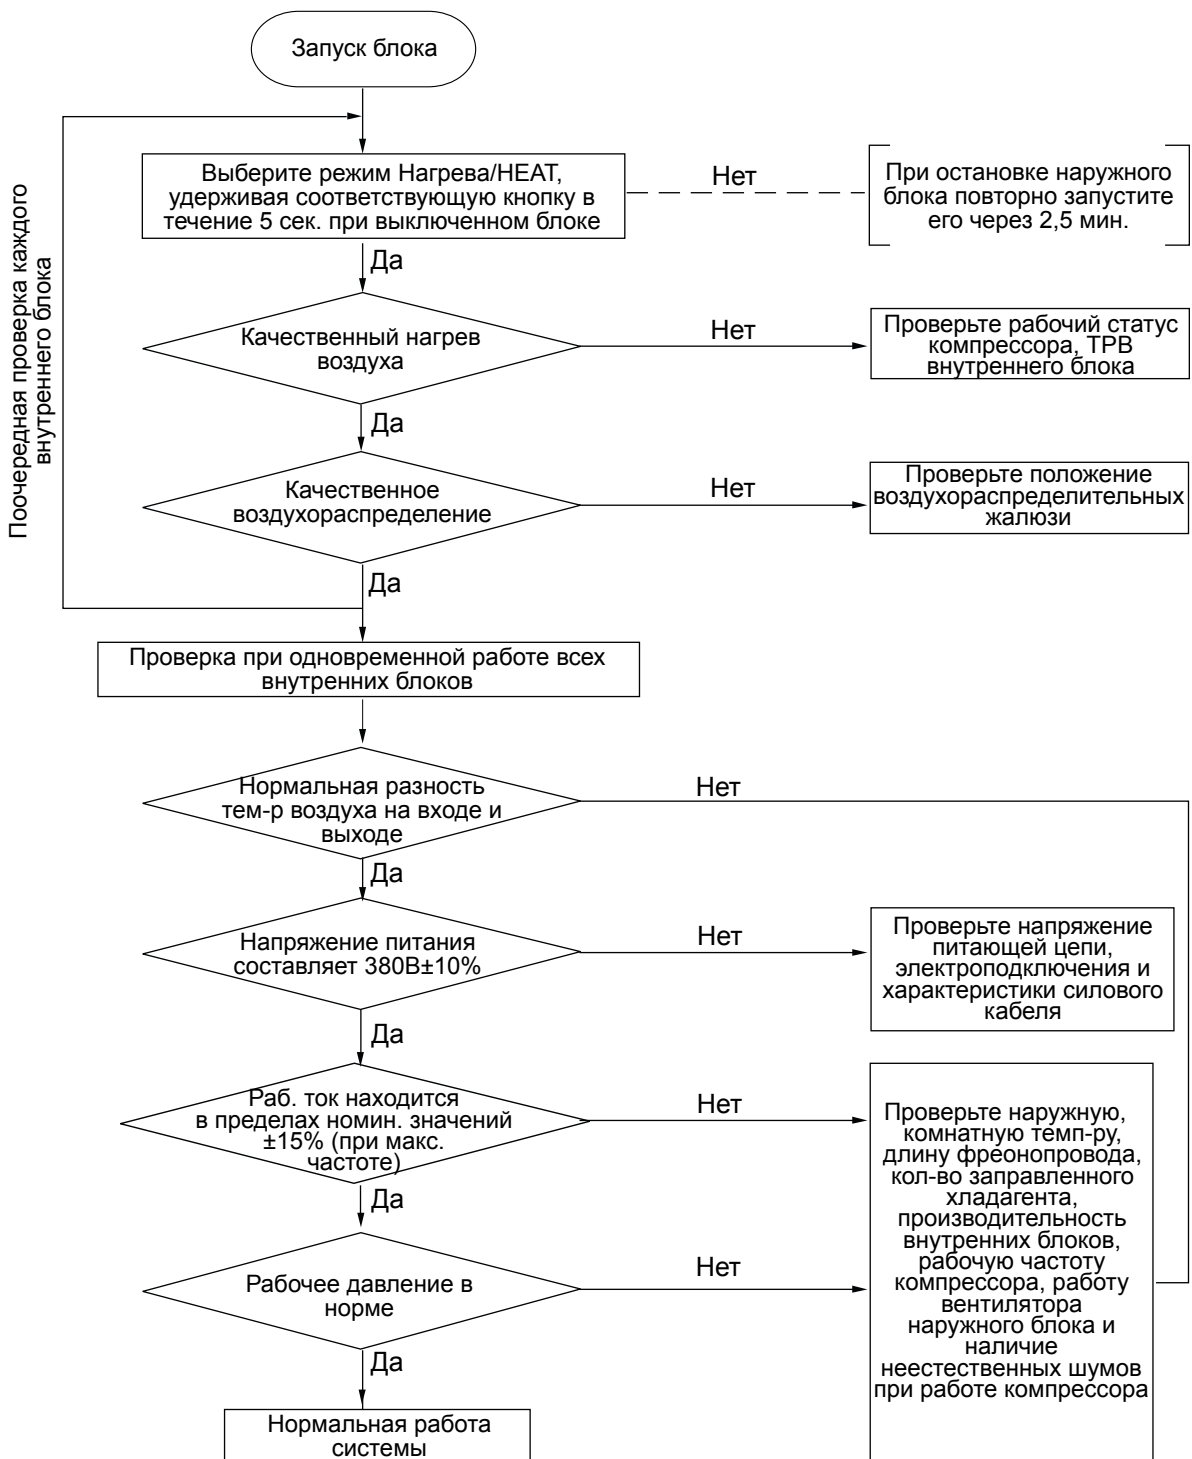 Запуск блока
Поочередная проверка каждого
внутреннего блока
Выберите режим Нагрева/HEAT,
удерживая соответствующую кнопку в
течение 5 сек. при выключенном блоке
Нет
При остановке наружного
блока повторно запустите
его через 2,5 мин.
Да
Качественный нагрев
воздуха
Нет
Проверьте рабочий статус
компрессора, ТРВ
внутреннего блока
Да
Качественное
воздухораспределение
Нет
Проверьте положение
воздухораспределительных
жалюзи
Да
Проверка при одновременной работе всех
внутренних блоков
Нормальная разность
тем-р воздуха на входе и
выходе
Нет
Да
Напряжение питания
составляет 380В±10%
Нет
Проверьте напряжение
питающей цепи,
электроподключения и
характеристики силового
кабеля
Да
Раб. ток находится
в пределах номин. значений
±15% (при макс.
частоте)
Нет
Проверьте наружную,
комнатную темп-ру,
длину фреонопровода,
кол-во заправленного
хладагента,
производительность
внутренних блоков,
рабочую частоту
компрессора, работу
вентилятора
наружного блока и
наличие
неестественных шумов
при работе компрессора
Да
Рабочее давление в
норме
Нет
Да
Нормальная работа
системы